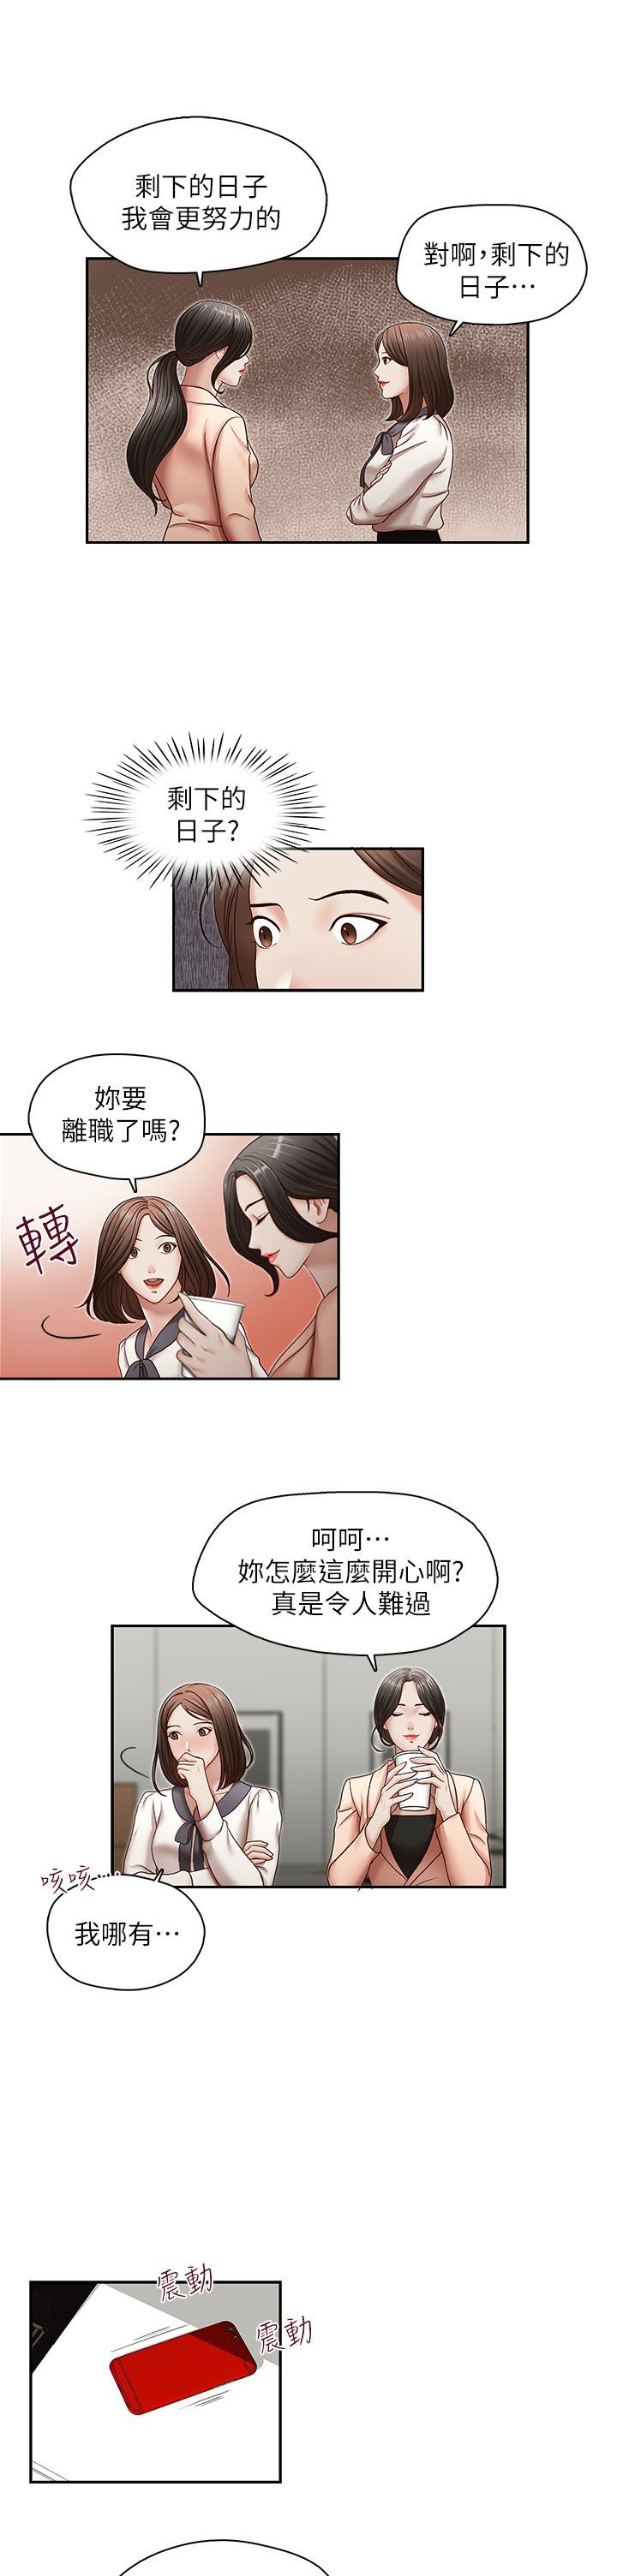 剩下的日子
我會更努力的
對啊,剩下的
日子⋯
剩下的
日子?
妳要
離職了嗎?
轉
呵呵⋯
妳怎麼這麼開心啊?
真是令人難過
咳咳⋯
我哪有⋯
震動
震動